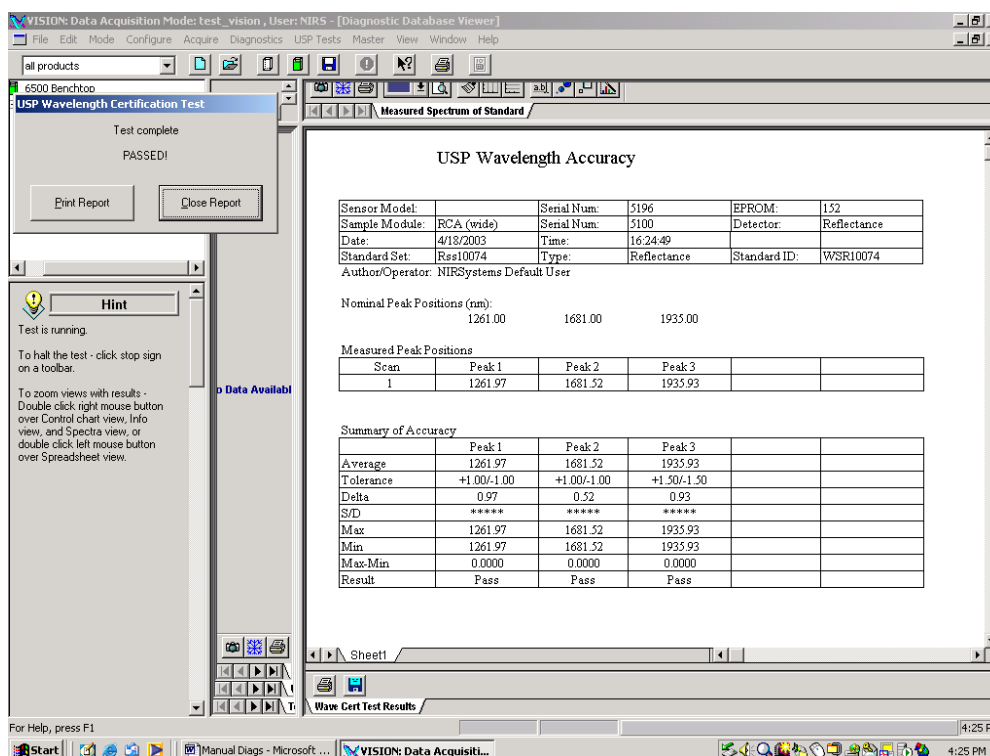 VISION: Data Acquisition Mode: test_vision , User: NIRS - [Diagnostic Database Viewer]
File Edit Mode Configure Acquire Diagnostics USP Tests Master View Window Help
all products
6500 Benchtop
USP Wavelength Certification Test
Test complete
PASSED!
Print Report Close Report
Hint
Test is running.
To halt the test - click stop sign
on a toolbar.
To zoom views with results -
Double click right mouse button
over Control chart view, Info
view, and Spectra view, or
double click left mouse button
over Spreadsheet view.
o Data Availabl
Measured Spectrum of Standard
USP Wavelength Accuracy
Sensor Model: Serial Num: 5196 EPROM: 152
Sample Module: RCA (wide) Serial Num: 5100 Detector: Reflectance
Date: 4/18/2003 Time: 16:24:49
Standard Set: Rss10074 Type: Reflectance Standard ID: WSR10074
Author/Operator: NIRSystems Default User
Nominal Peak Positions (nm):
1261.00 1681.00 1935.00
Measured Peak Positions
Scan Peak 1 Peak 2 Peak 3
1 1261.97 1681.52 1935.93
Summary of Accuracy
Peak 1 Peak 2 Peak 3
Average 1261.97 1681.52 1935.93
Tolerance +1.00/-1.00 +1.00/-1.00 +1.50/-1.50
Delta 0.97 0.52 0.93
S/D ***** ***** *****
Max 1261.97 1681.52 1935.93
Min 1261.97 1681.52 1935.93
Max-Min 0.0000 0.0000 0.0000
Result Pass Pass Pass
Sheet1
Wave Cert Test Results
For Help, press F1
4:25 P
Start Manual Diags - Microsoft ... VISION: Data Acquisiti... 4:25 PM